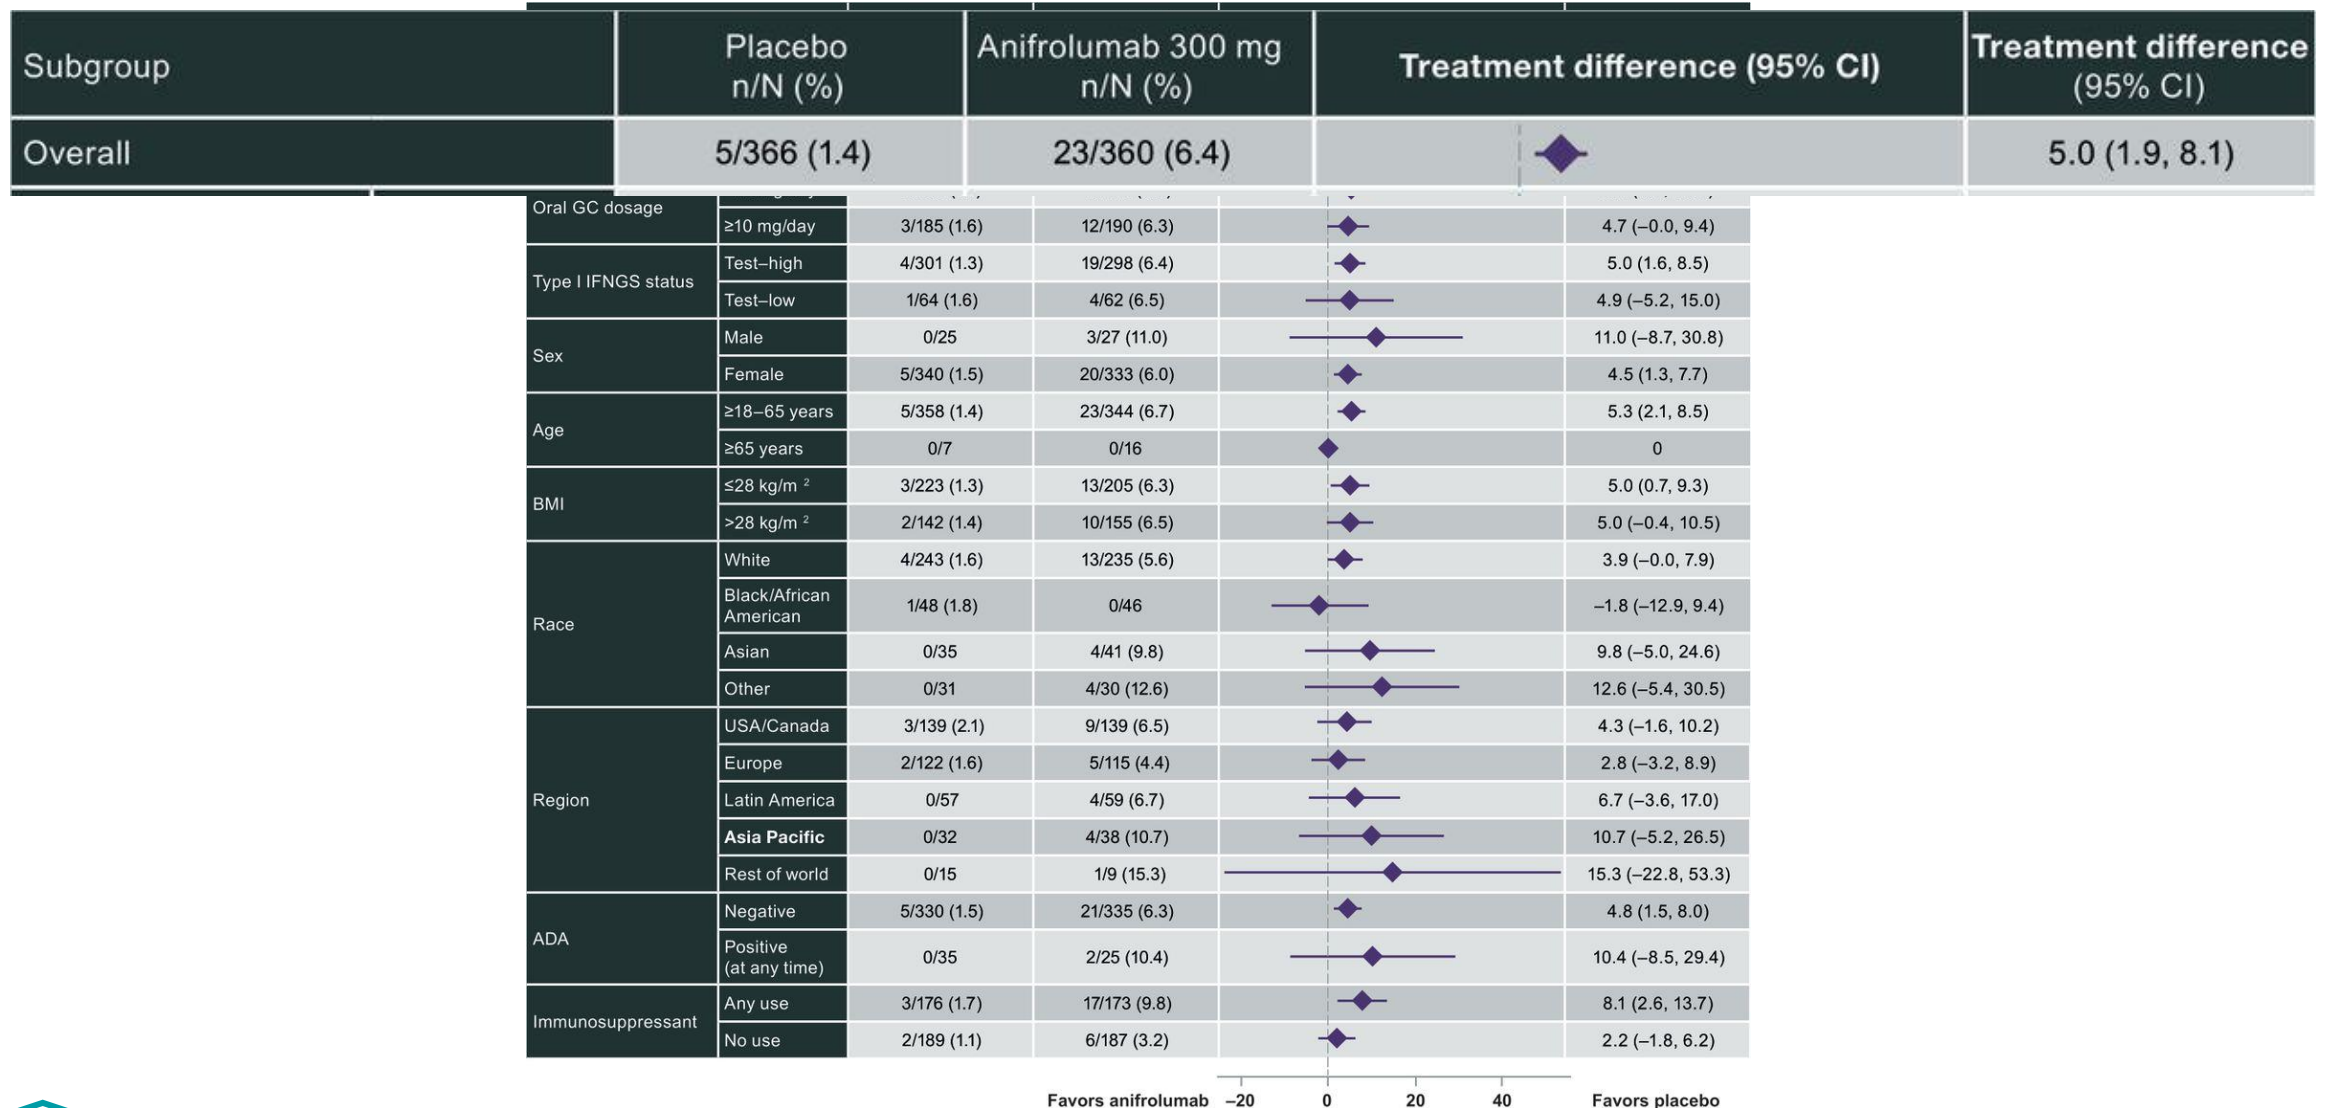 Subgroup Placebo n/N (%) Anifrolumab 300 mg n/N (%) Treatment difference (95% CI) Treatment difference (95% CI)
Overall 5/366 (1.4) 23/360 (6.4) 5.0 (1.9, 8.1)
Oral GC dosage
≥10 mg/day 3/185 (1.6) 12/190 (6.3) 4.7 (–0.0, 9.4)
Type I IFNGS status
Test–high 4/301 (1.3) 19/298 (6.4) 5.0 (1.6, 8.5)
Test–low 1/64 (1.6) 4/62 (6.5) 4.9 (–5.2, 15.0)
Sex
Male 0/25 3/27 (11.0) 11.0 (–8.7, 30.8)
Female 5/340 (1.5) 20/333 (6.0) 4.5 (1.3, 7.7)
Age
≥18–65 years 5/358 (1.4) 23/344 (6.7) 5.3 (2.1, 8.5)
≥65 years 0/7 0/16 0
BMI
≤28 kg/m ² 3/223 (1.3) 13/205 (6.3) 5.0 (0.7, 9.3)
>28 kg/m ² 2/142 (1.4) 10/155 (6.5) 5.0 (–0.4, 10.5)
Race
White 4/243 (1.6) 13/235 (5.6) 3.9 (–0.0, 7.9)
Black/African American 1/48 (1.8) 0/46 –1.8 (–12.9, 9.4)
Asian 0/35 4/41 (9.8) 9.8 (–5.0, 24.6)
Other 0/31 4/30 (12.6) 12.6 (–5.4, 30.5)
Region
USA/Canada 3/139 (2.1) 9/139 (6.5) 4.3 (–1.6, 10.2)
Europe 2/122 (1.6) 5/115 (4.4) 2.8 (–3.2, 8.9)
Latin America 0/57 4/59 (6.7) 6.7 (–3.6, 17.0)
Asia Pacific 0/32 4/38 (10.7) 10.7 (–5.2, 26.5)
Rest of world 0/15 1/9 (15.3) 15.3 (–22.8, 53.3)
ADA
Negative 5/330 (1.5) 21/335 (6.3) 4.8 (1.5, 8.0)
Positive (at any time) 0/35 2/25 (10.4) 10.4 (–8.5, 29.4)
Immunosuppressant
Any use 3/176 (1.7) 17/173 (9.8) 8.1 (2.6, 13.7)
No use 2/189 (1.1) 6/187 (3.2) 2.2 (–1.8, 6.2)
Favors anifrolumab –20 0 20 40 Favors placebo